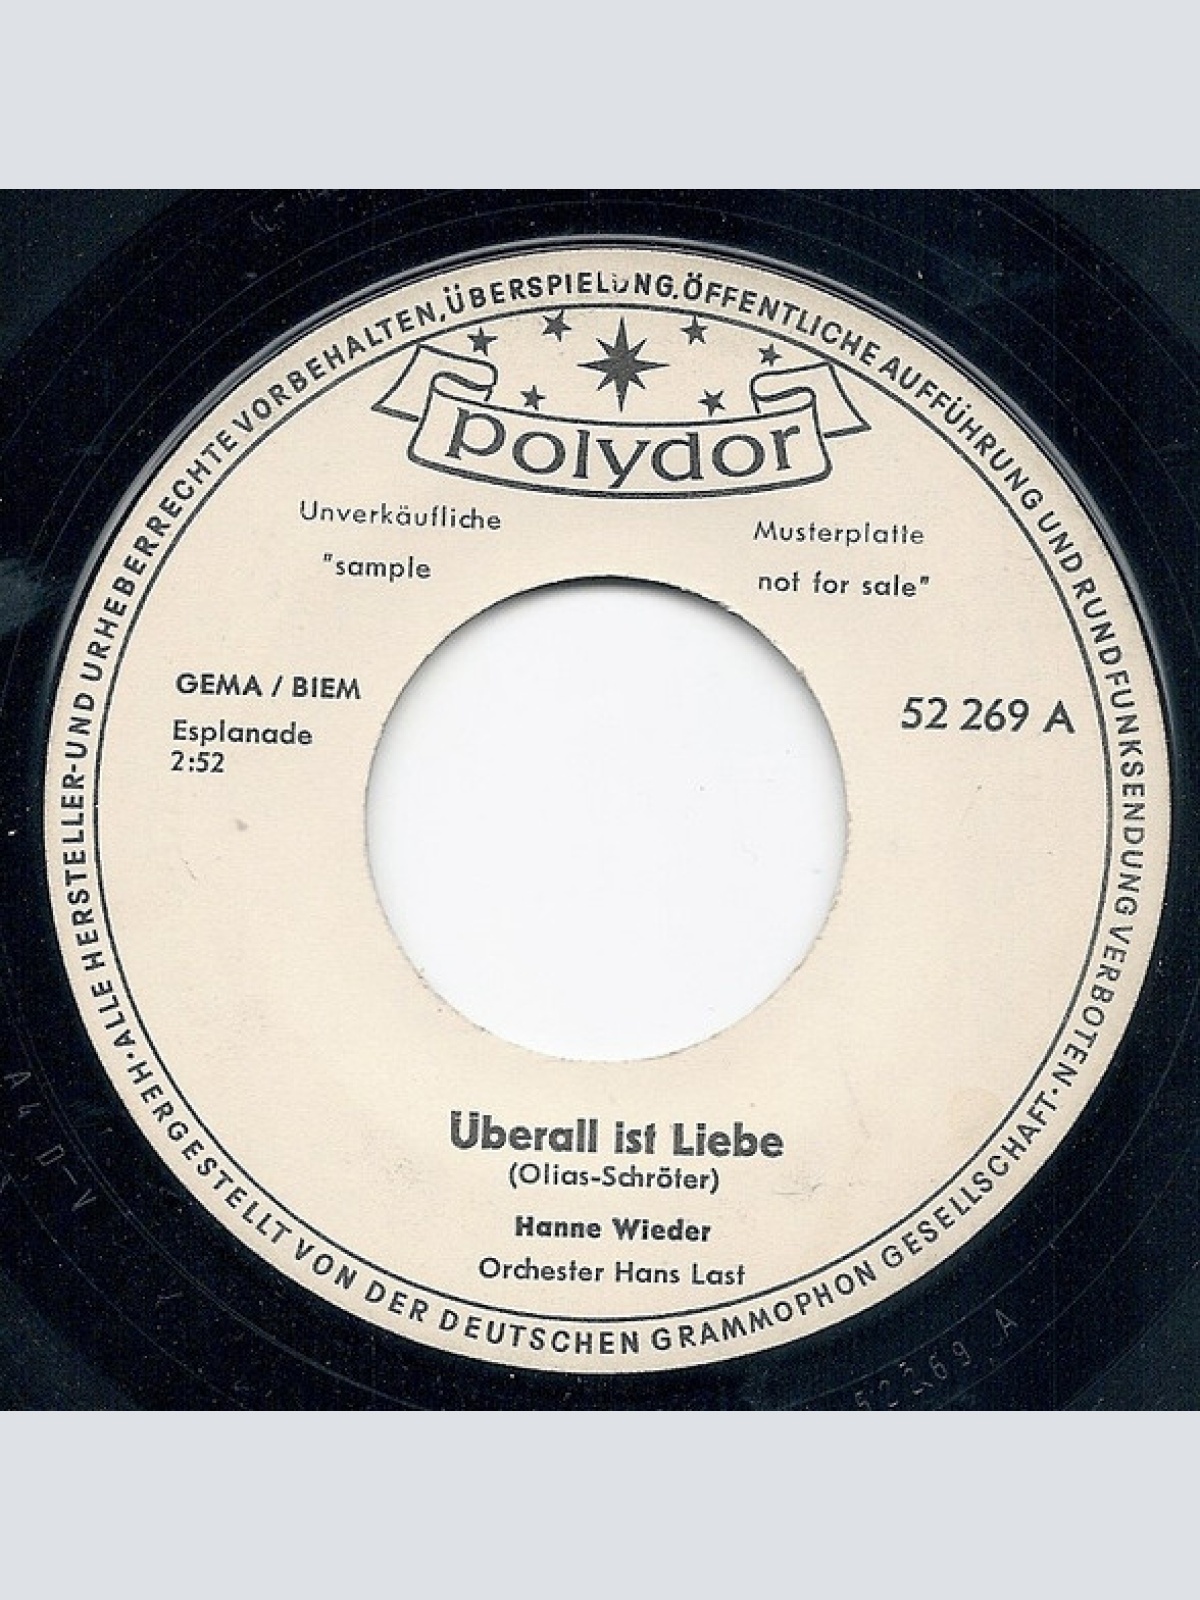 ALLE HERSTELLER-UND URHEBERRECHTE VORBEHALTEN, ÜBERSPIELUNG, ÖFFENTLICHE AUFFÜHRUNG UND RUNDFUNKSENDUNG VERBOTEN
polydor
Unverkäufliche Musterplatte
"sample not for sale"
GEMA / BIEM
Esplanade
2:52
52 269 A
Überall ist Liebe
(Olias-Schröter)
Hanne Wieder
Orchester Hans Last
· HERGESTELLT VON DER DEUTSCHEN GRAMMOPHON GESELLSCHAFT ·
52269 A
A4 D-V